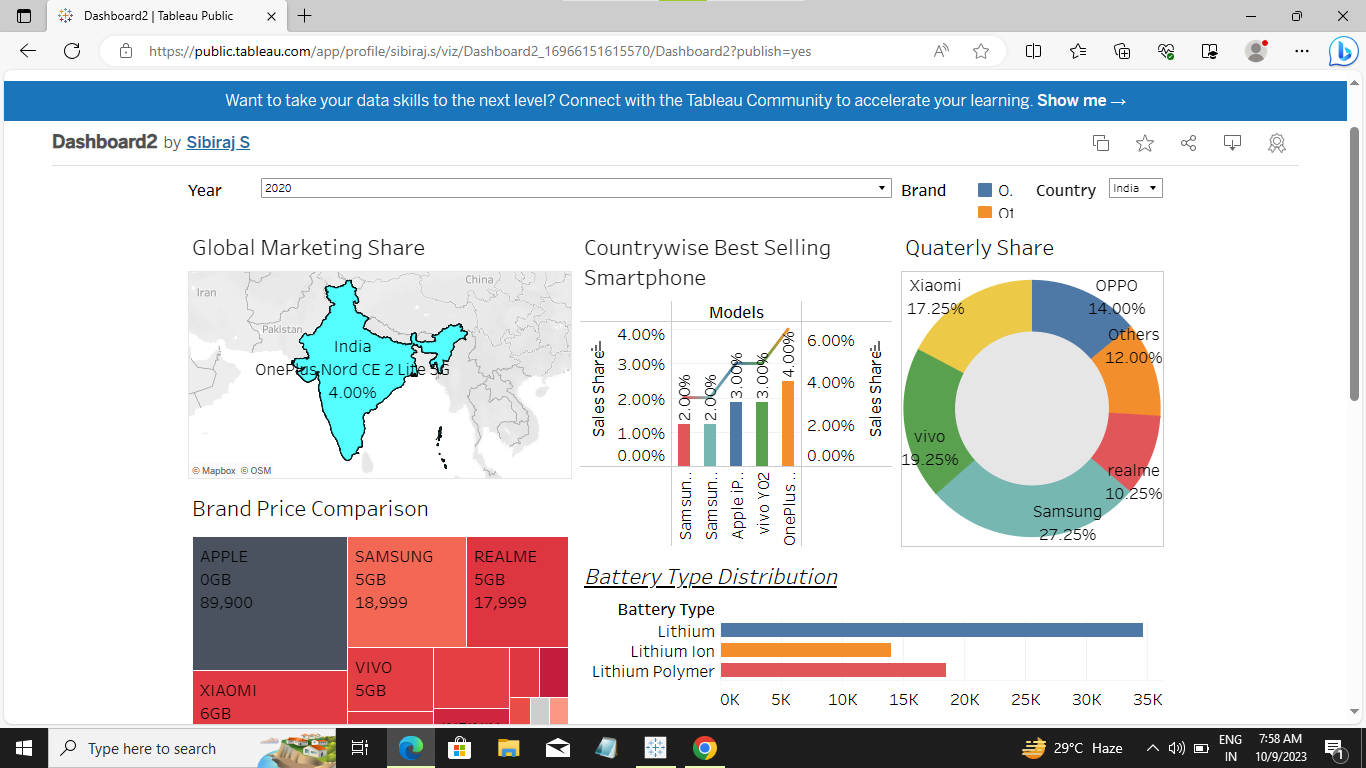 Dashboard2 | Tableau Public
https://public.tableau.com/app/profile/sibiraj.s/viz/Dashboard2_16966151615570/Dashboard2?publish=yes
Want to take your data skills to the next level? Connect with the Tableau Community to accelerate your learning. Show me →
Dashboard2 by Sibiraj S
Year
2020
Brand
O.
Country
India
Global Marketing Share
Iran
China
Pakistan
India
OnePlus Nord CE 2 Lite 5G
4.00%
© Mapbox © OSM
Countrywise Best Selling
Smartphone
Models
Sales Share
4.00%
3.00%
2.00%
1.00%
0.00%
2.00%
2.00%
3.00%
3.00%
4.00%
6.00%
4.00%
2.00%
0.00%
Sales Share
Samsun..
Samsun..
Apple iP..
vivo Y02
OnePlus ..
Quaterly Share
Xiaomi
17.25%
OPPO
14.00%
Others
12.00%
vivo
19.25%
realme
10.25%
Samsung
27.25%
Brand Price Comparison
APPLE
0GB
89,900
SAMSUNG
5GB
18,999
REALME
5GB
17,999
VIVO
5GB
XIAOMI
6GB
Battery Type Distribution
Battery Type
Lithium
Lithium Ion
Lithium Polymer
0K 5K 10K 15K 20K 25K 30K 35K
Type here to search
29°C Haze
ENG
IN
7:58 AM
10/9/2023
1